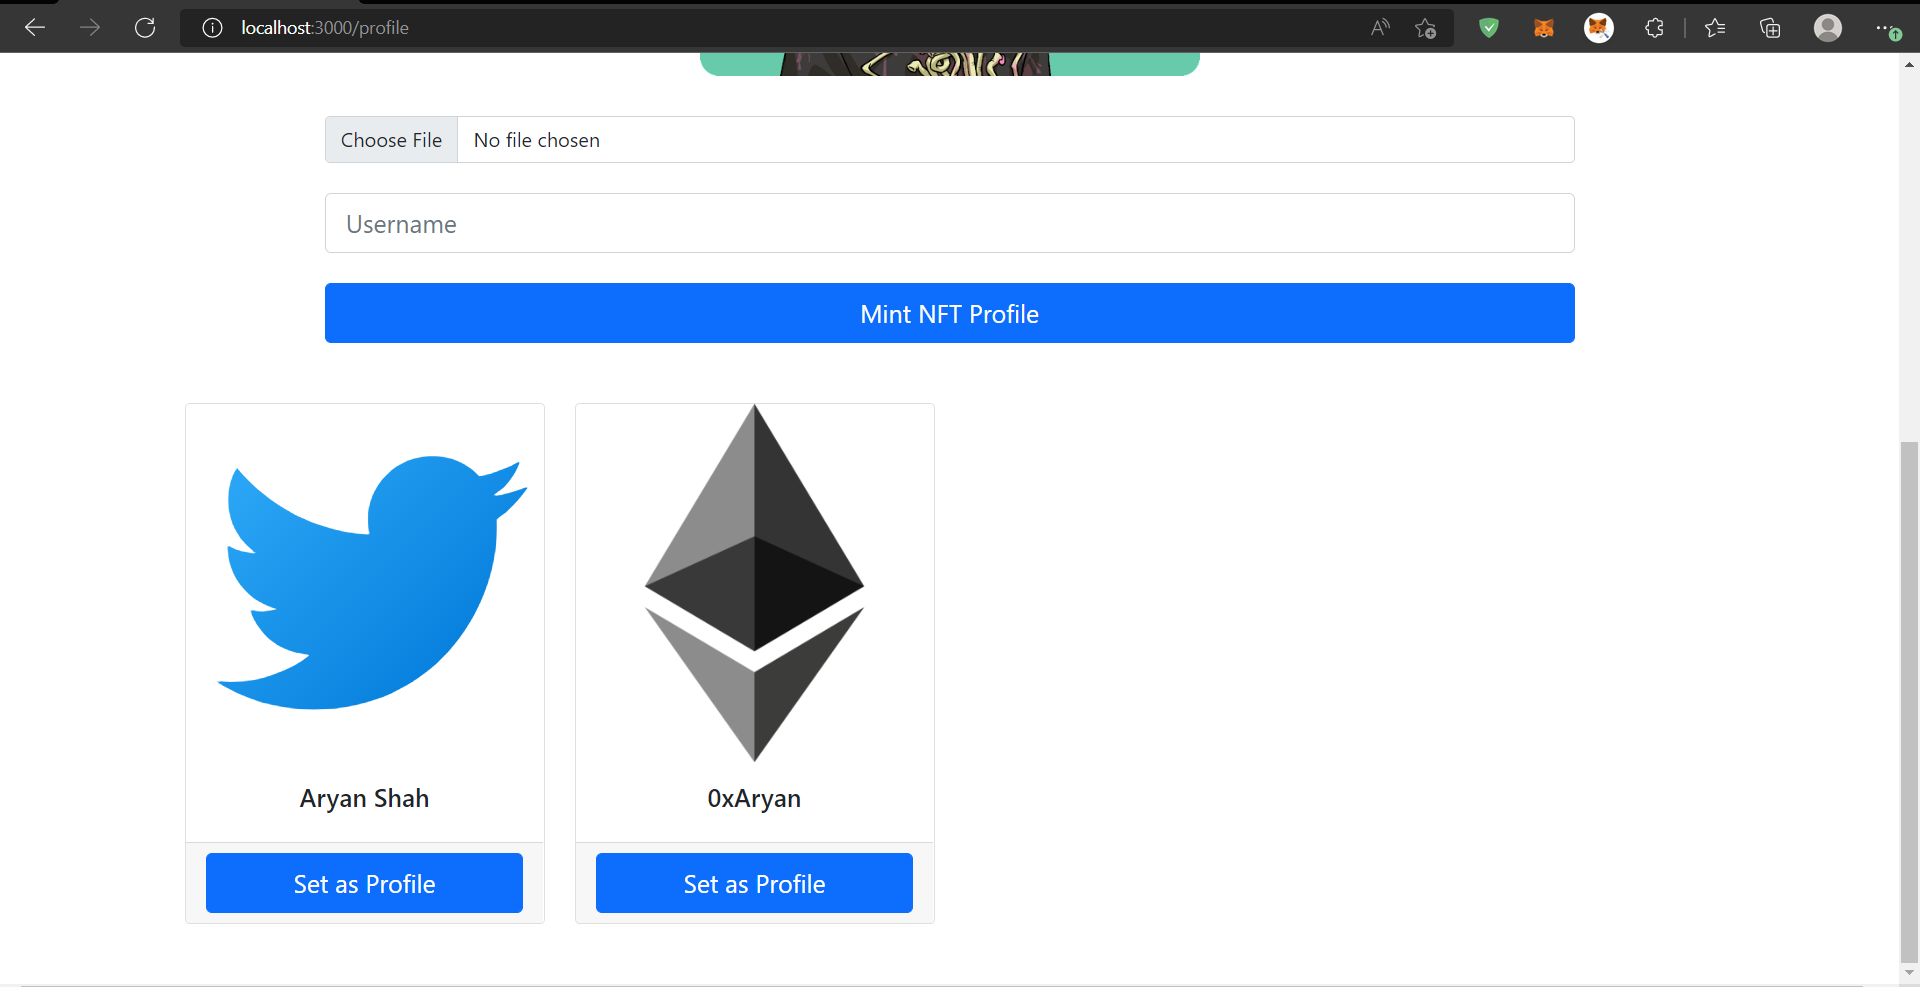 localhost:3000/profile
Choose File No file chosen
Username
Mint NFT Profile
Aryan Shah
0xAryan
Set as Profile
Set as Profile